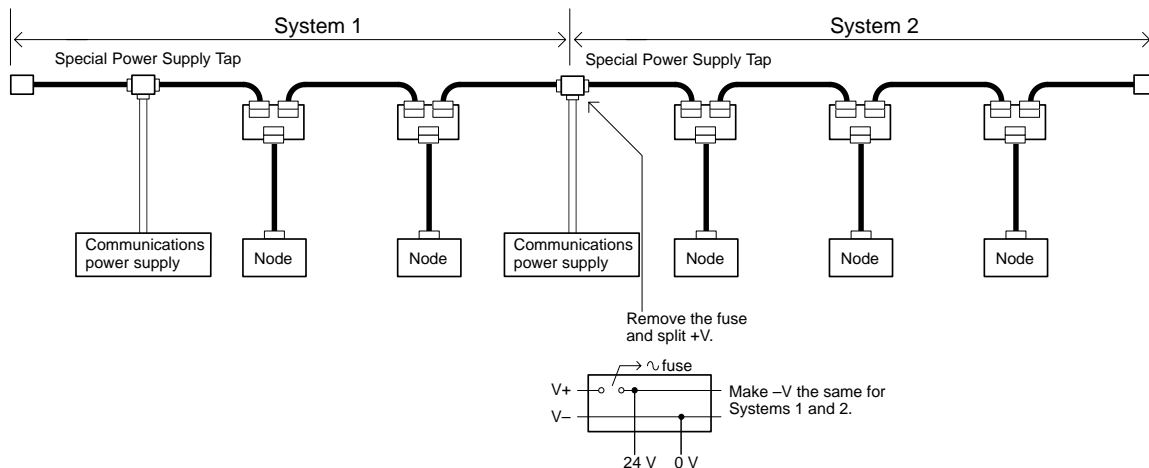 System 1
System 2
Special Power Supply Tap
Special Power Supply Tap
Communications
power supply
Node
Node
Communications
power supply
Node
Node
Node
Remove the fuse
and split +V.
fuse
V+
V–
Make –V the same for
Systems 1 and 2.
24 V
0 V